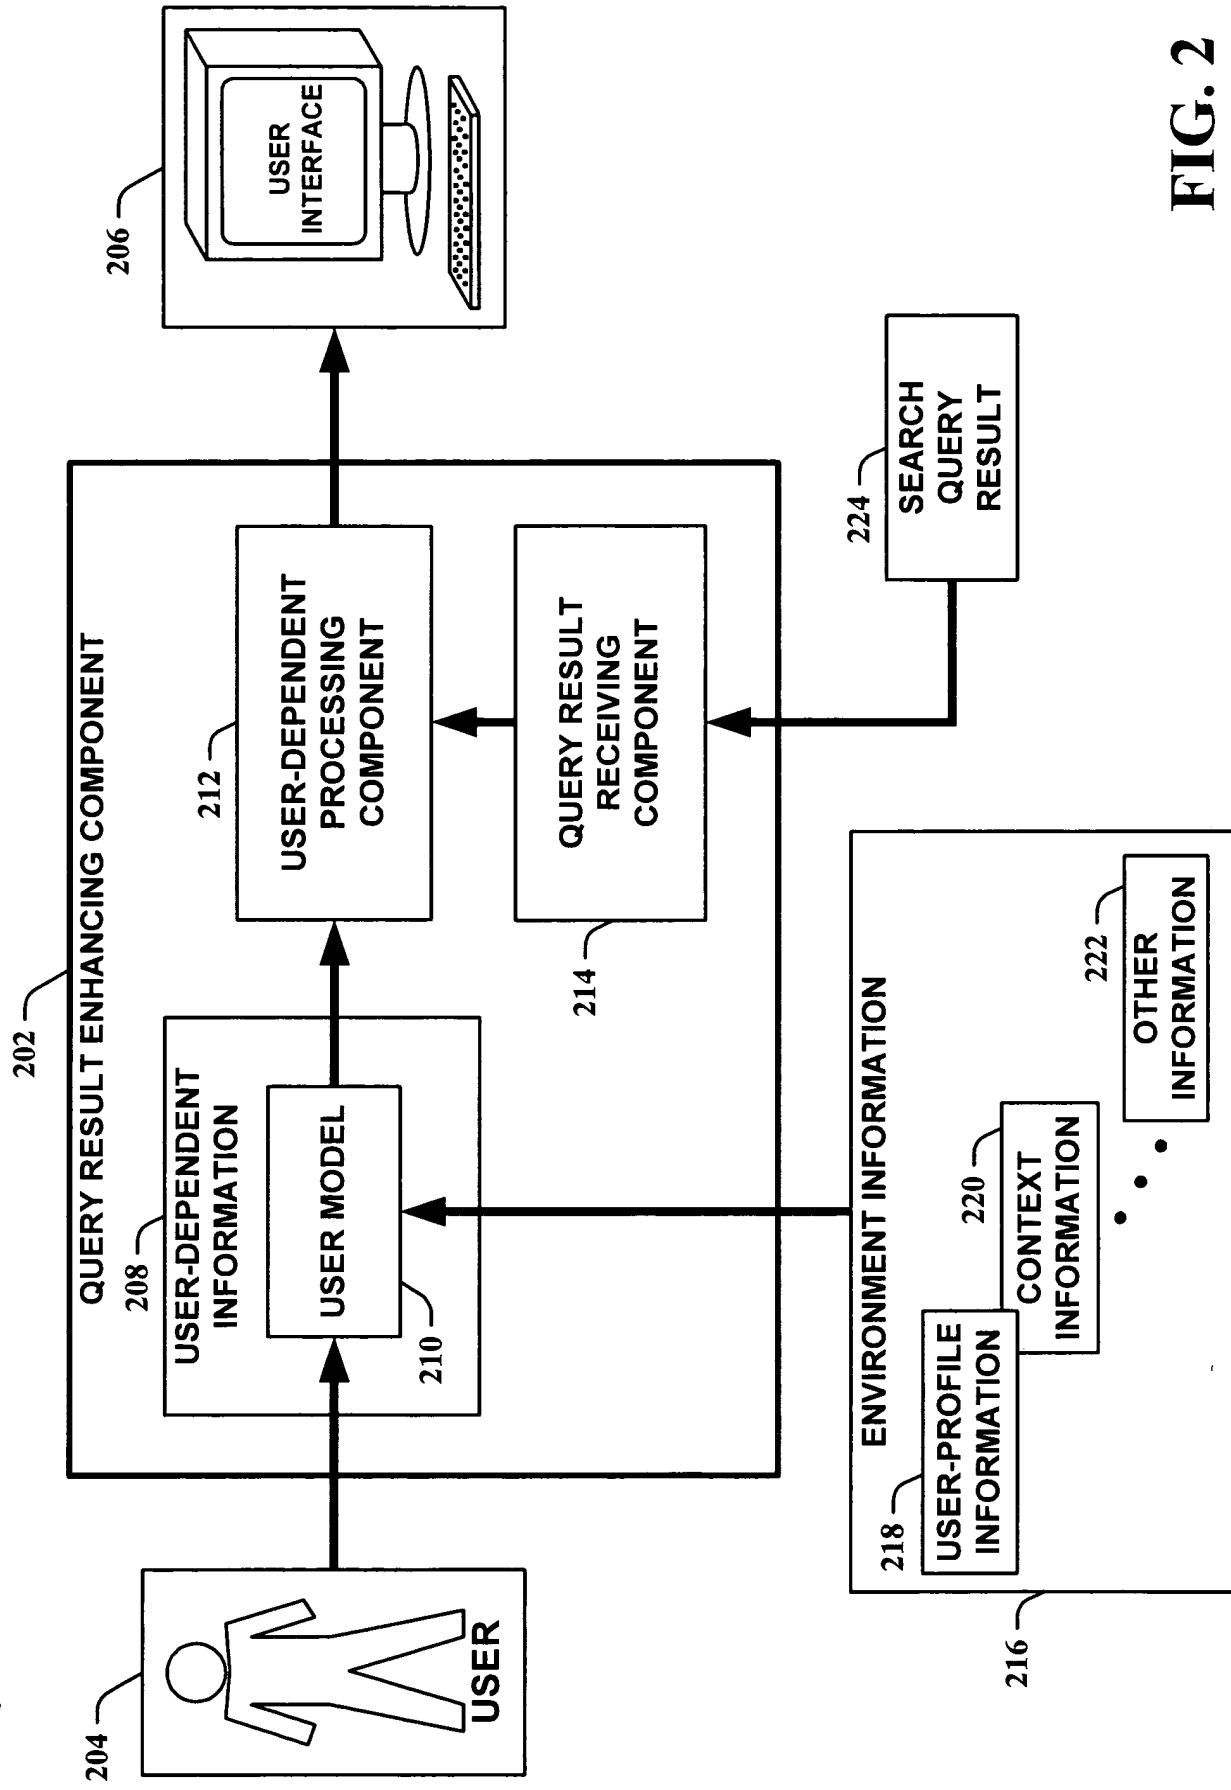 202
QUERY RESULT ENHANCING COMPONENT
204
USER
208
USER-DEPENDENT
INFORMATION
USER MODEL
210
212
USER-DEPENDENT
PROCESSING
COMPONENT
QUERY RESULT
RECEIVING
COMPONENT
214
206
USER
INTERFACE
224
SEARCH
QUERY
RESULT
ENVIRONMENT INFORMATION
216
218
USER-PROFILE
INFORMATION
220
CONTEXT
INFORMATION
222
OTHER
INFORMATION
FIG. 2